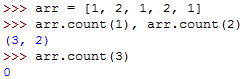 >>> arr = [1, 2, 1, 2, 1]
>>> arr.count(1), arr.count(2)
(3, 2)
>>> arr.count(3)
0